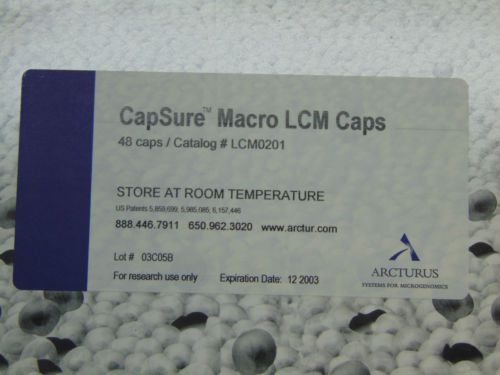 CapSure™ Macro LCM Caps
48 caps / Catalog # LCM0201
STORE AT ROOM TEMPERATURE
US Patents 5,859,699; 5,985,085; 6,157,446
888.446.7911 650.962.3020 www.arctur.com
Lot # 03C05B
For research use only Expiration Date: 12 2003
ARCTURUS
SYSTEMS FOR MICROGENOMICS